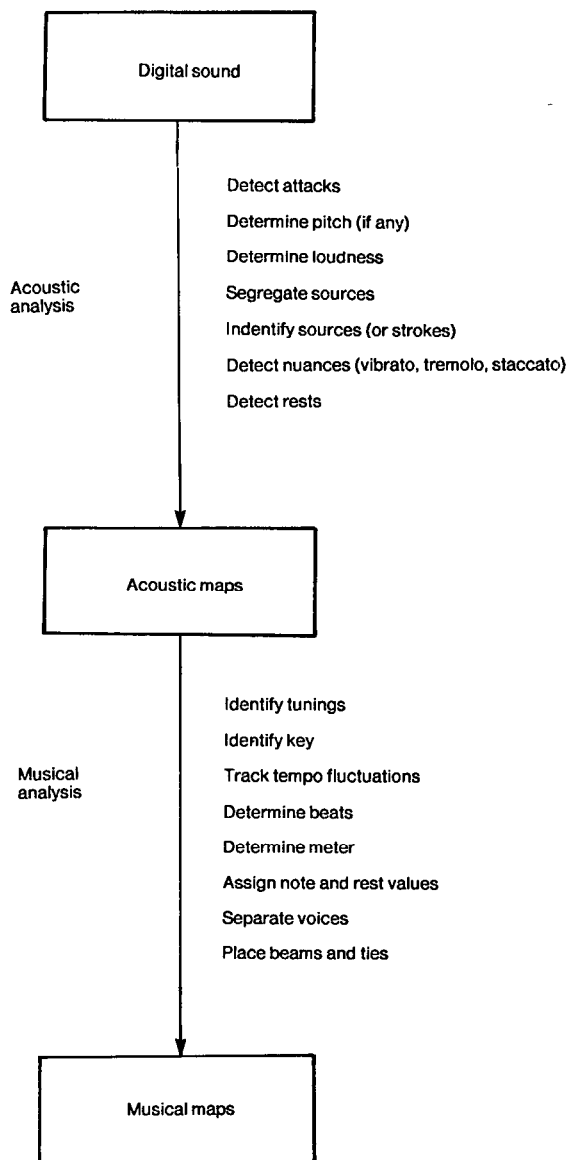 Digital sound
Detect attacks
Determine pitch (if any)
Determine loudness
Acoustic
analysis
Segregate sources
Indentify sources (or strokes)
Detect nuances (vibrato, tremolo, staccato)
Detect rests
Acoustic maps
Identify tunings
Identify key
Musical
analysis
Track tempo fluctuations
Determine beats
Determine meter
Assign note and rest values
Separate voices
Place beams and ties
Musical maps